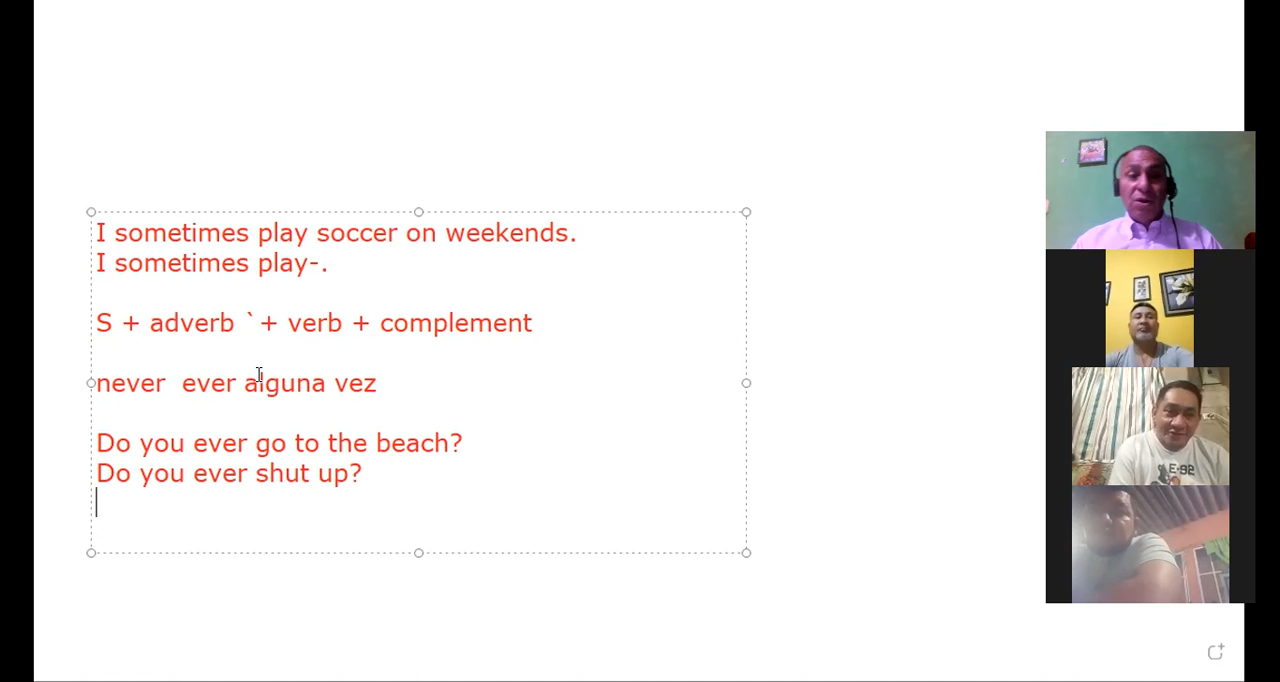 I sometimes play soccer on weekends.
I sometimes play-.
S + adverb `+ verb + complement
never  ever alguna vez
Do you ever go to the beach?
Do you ever shut up?
E-92